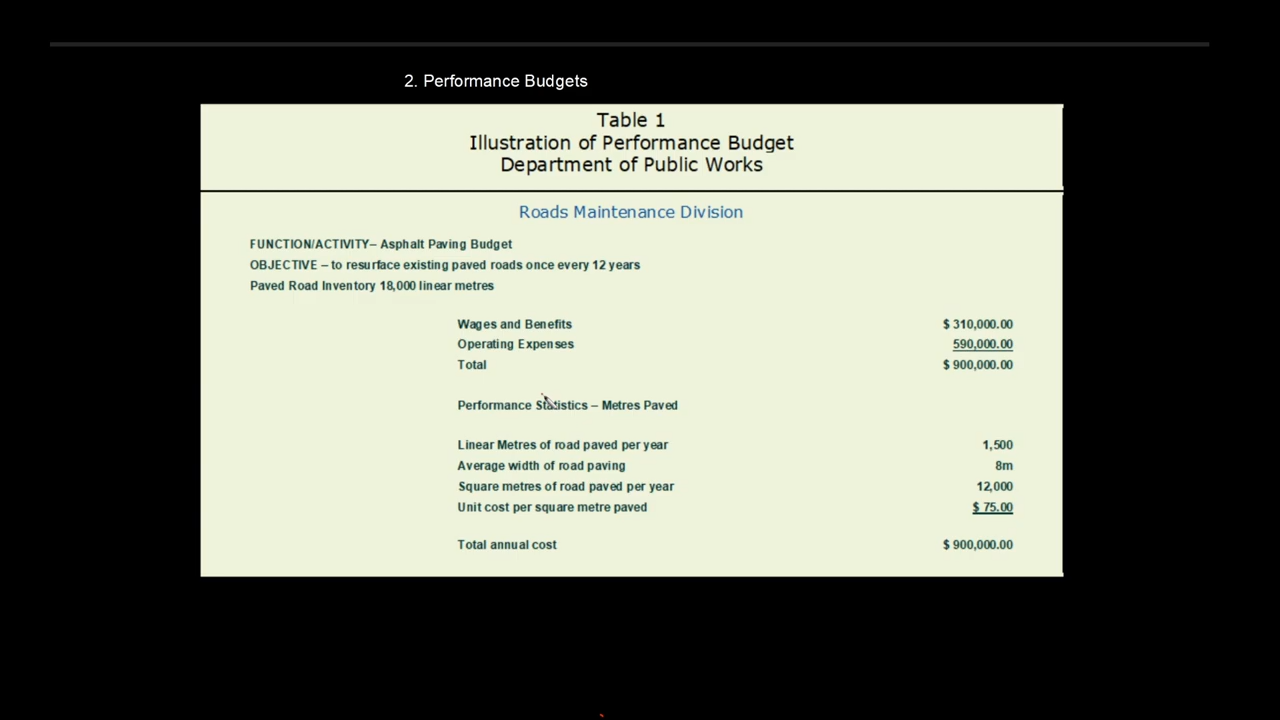 2. Performance Budgets
Table 1
Illustration of Performance Budget
Department of Public Works
Roads Maintenance Division
FUNCTION/ACTIVITY– Asphalt Paving Budget
OBJECTIVE – to resurface existing paved roads once every 12 years
Paved Road Inventory 18,000 linear metres
Wages and Benefits $ 310,000.00
Operating Expenses 590,000.00
Total $ 900,000.00
Performance Statistics – Metres Paved
Linear Metres of road paved per year 1,500
Average width of road paving 8m
Square metres of road paved per year 12,000
Unit cost per square metre paved $ 75.00
Total annual cost $ 900,000.00